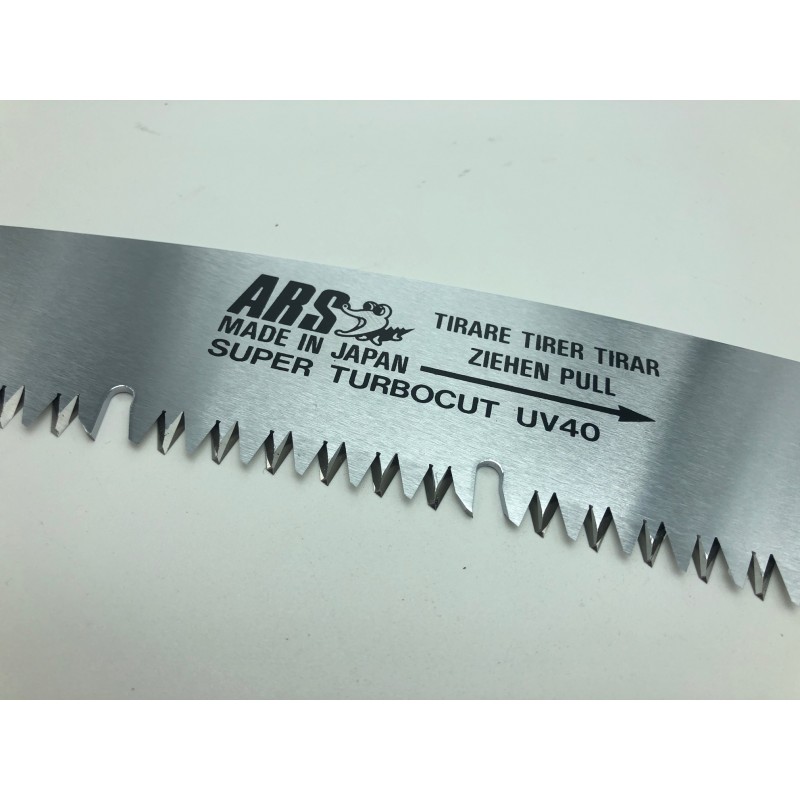 ARS
MADE IN JAPAN
SUPER TURBOCUT UV40
TIRARE TIRER TIRAR
ZIEHEN PULL